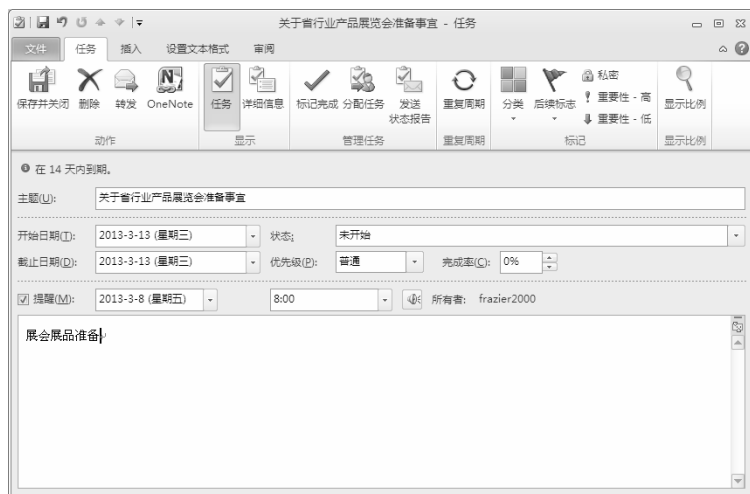 关于省行业产品展览会准备事宜 - 任务
文件 任务 插入 设置文本格式 审阅
保存并关闭 删除 转发 OneNote 任务 详细信息 标记完成 分配任务 发送状态报告 重复周期 分类 后续标志 私密 显示比例
重要性 - 高
重要性 - 低
动作 显示 管理任务 重复周期 标记 显示比例
在 14 天内到期。
主题(U): 关于省行业产品展览会准备事宜
开始日期(T): 2013-3-13 (星期三) 状态: 未开始
截止日期(D): 2013-3-13 (星期三) 优先级(P): 普通 完成率(C): 0%
提醒(M): 2013-3-8 (星期五) 8:00 所有者: frazier2000
展会展品准备